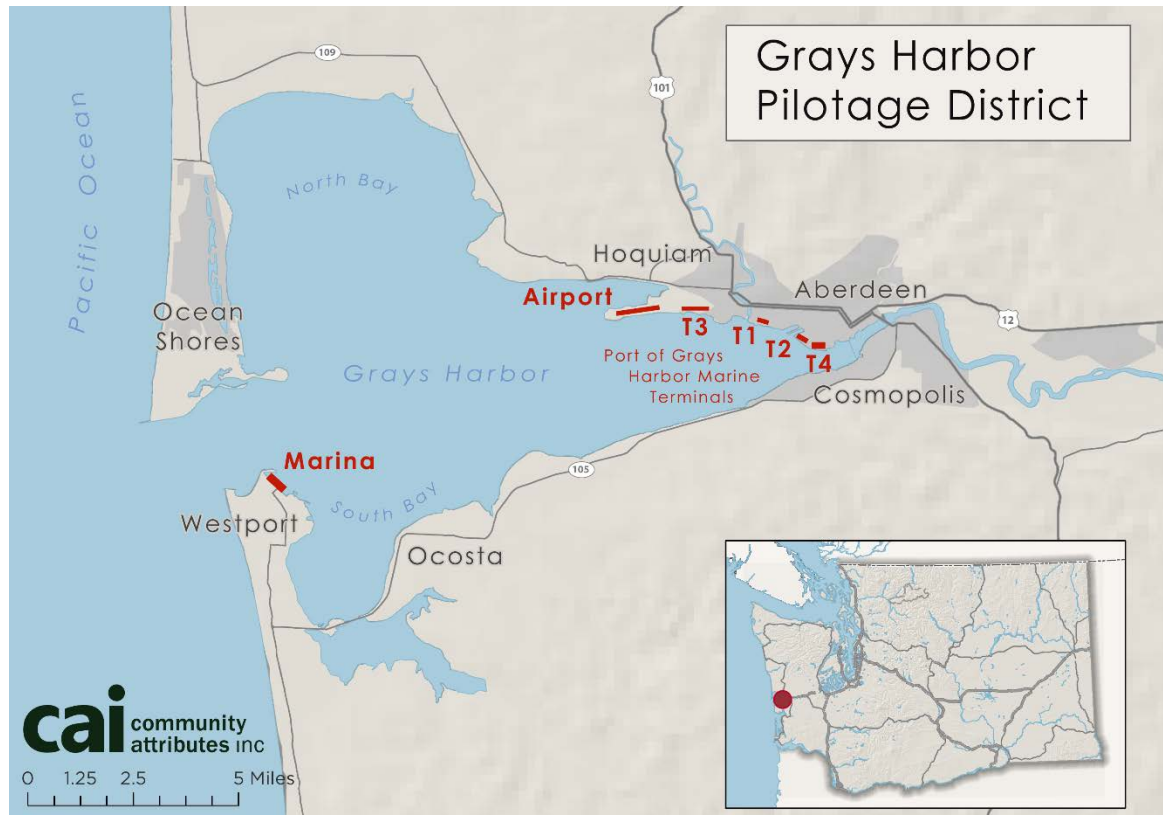 Grays Harbor
Pilotage District
109
101
Pacific Ocean
North Bay
Hoquiam
Aberdeen
Airport
T3
T1
T2
T4
12
Ocean
Shores
Grays Harbor
Port of Grays
Harbor Marine
Terminals
Cosmopolis
Marina
105
South Bay
Westport
Ocosta
cai community
attributes inc
0 1.25 2.5 5 Miles